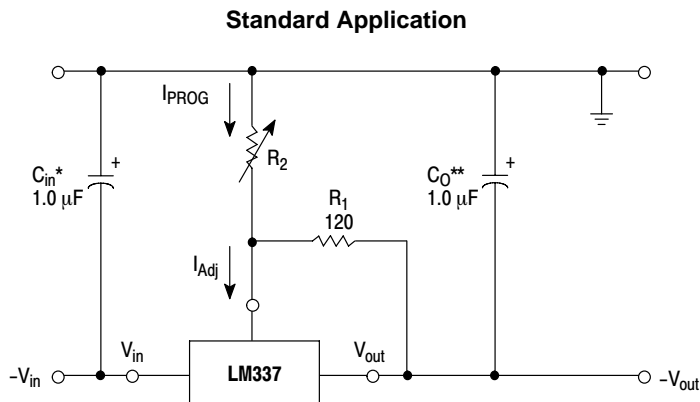 Standard Application
I_PROG
R_2
C_in*
1.0 μF
+
C_O**
1.0 μF
+
R_1
120
I_Adj
V_in
V_out
LM337
–V_in
–V_out